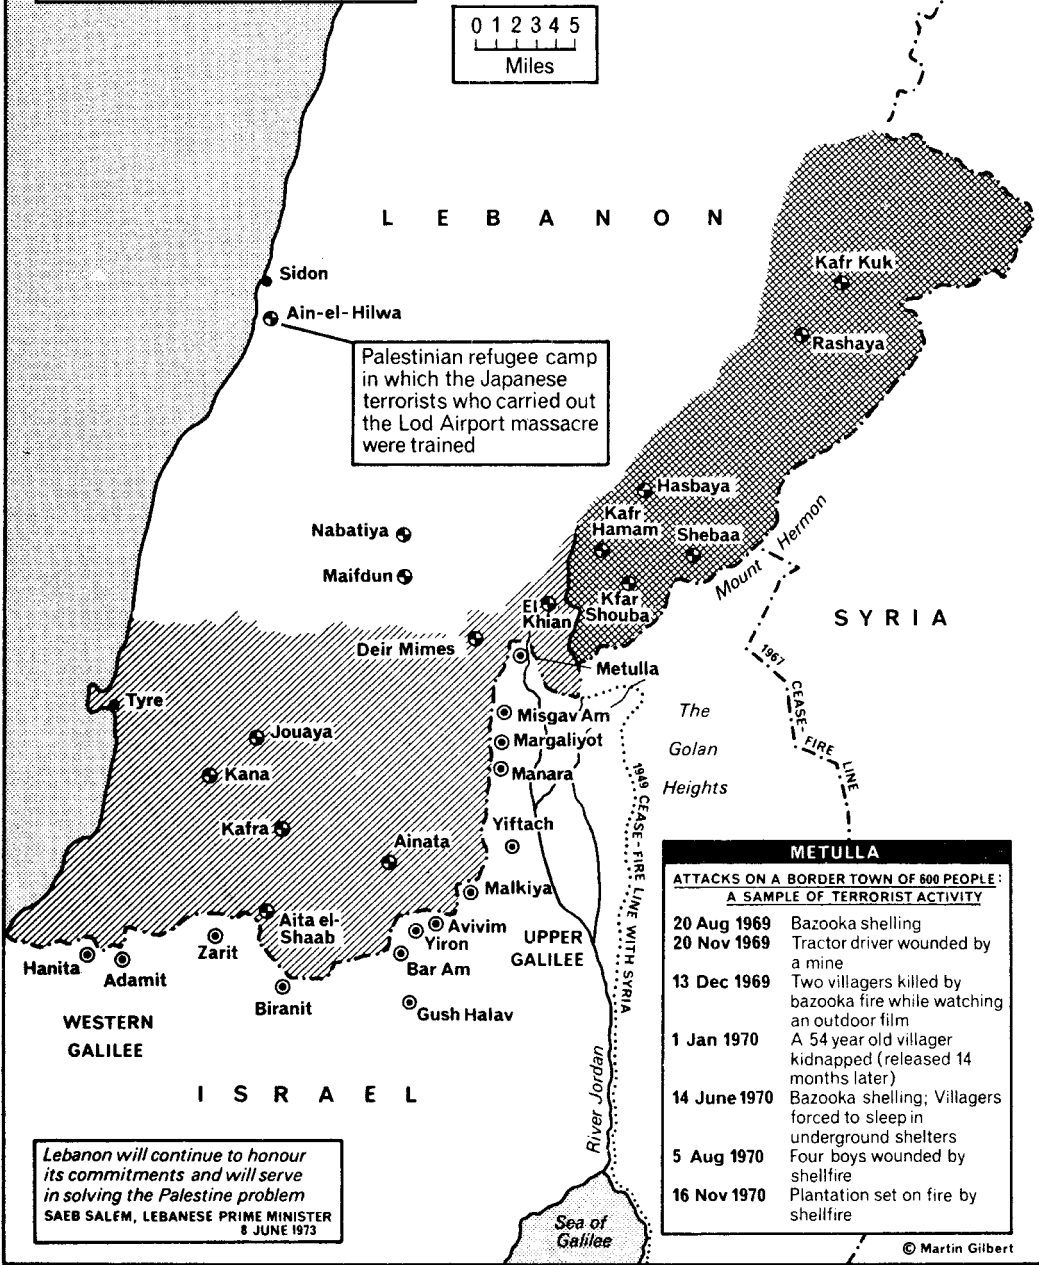 0 1 2 3 4 5
Miles
L E B A N O N
Kafr Kuk
Sidon
Ain-el-Hilwa
Rashaya
Palestinian refugee camp
in which the Japanese
terrorists who carried out
the Lod Airport massacre
were trained
Hasbaya
Kafr
Hamam
Shebaa
Mount Hermon
Nabatiya
Maifdun
El
Khian
Kfar
Shouba
S Y R I A
Deir Mimes
Metulla
1967
CEASE-
FIRE
LINE
Tyre
Misgav Am
The
Golan
Heights
Jouaya
Margaliyot
Kana
Manara
1949 CEASE-FIRE LINE WITH SYRIA
Kafra
Yiftach
Ainata
Malkiya
Aita el-
Shaab
Avivim
Yiron
Zarit
Bar Am
UPPER
GALILEE
Hanita
Adamit
Biranit
Gush Halav
WESTERN
GALILEE
I S R A E L
River Jordan
Sea of
Galilee
Lebanon will continue to honour
its commitments and will serve
in solving the Palestine problem
SAEB SALEM, LEBANESE PRIME MINISTER
8 JUNE 1973
METULLA
ATTACKS ON A BORDER TOWN OF 600 PEOPLE:
A SAMPLE OF TERRORIST ACTIVITY
20 Aug 1969 Bazooka shelling
20 Nov 1969 Tractor driver wounded by
a mine
13 Dec 1969 Two villagers killed by
bazooka fire while watching
an outdoor film
1 Jan 1970 A 54 year old villager
kidnapped (released 14
months later)
14 June 1970 Bazooka shelling; Villagers
forced to sleep in
underground shelters
5 Aug 1970 Four boys wounded by
shellfire
16 Nov 1970 Plantation set on fire by
shellfire
© Martin Gilbert